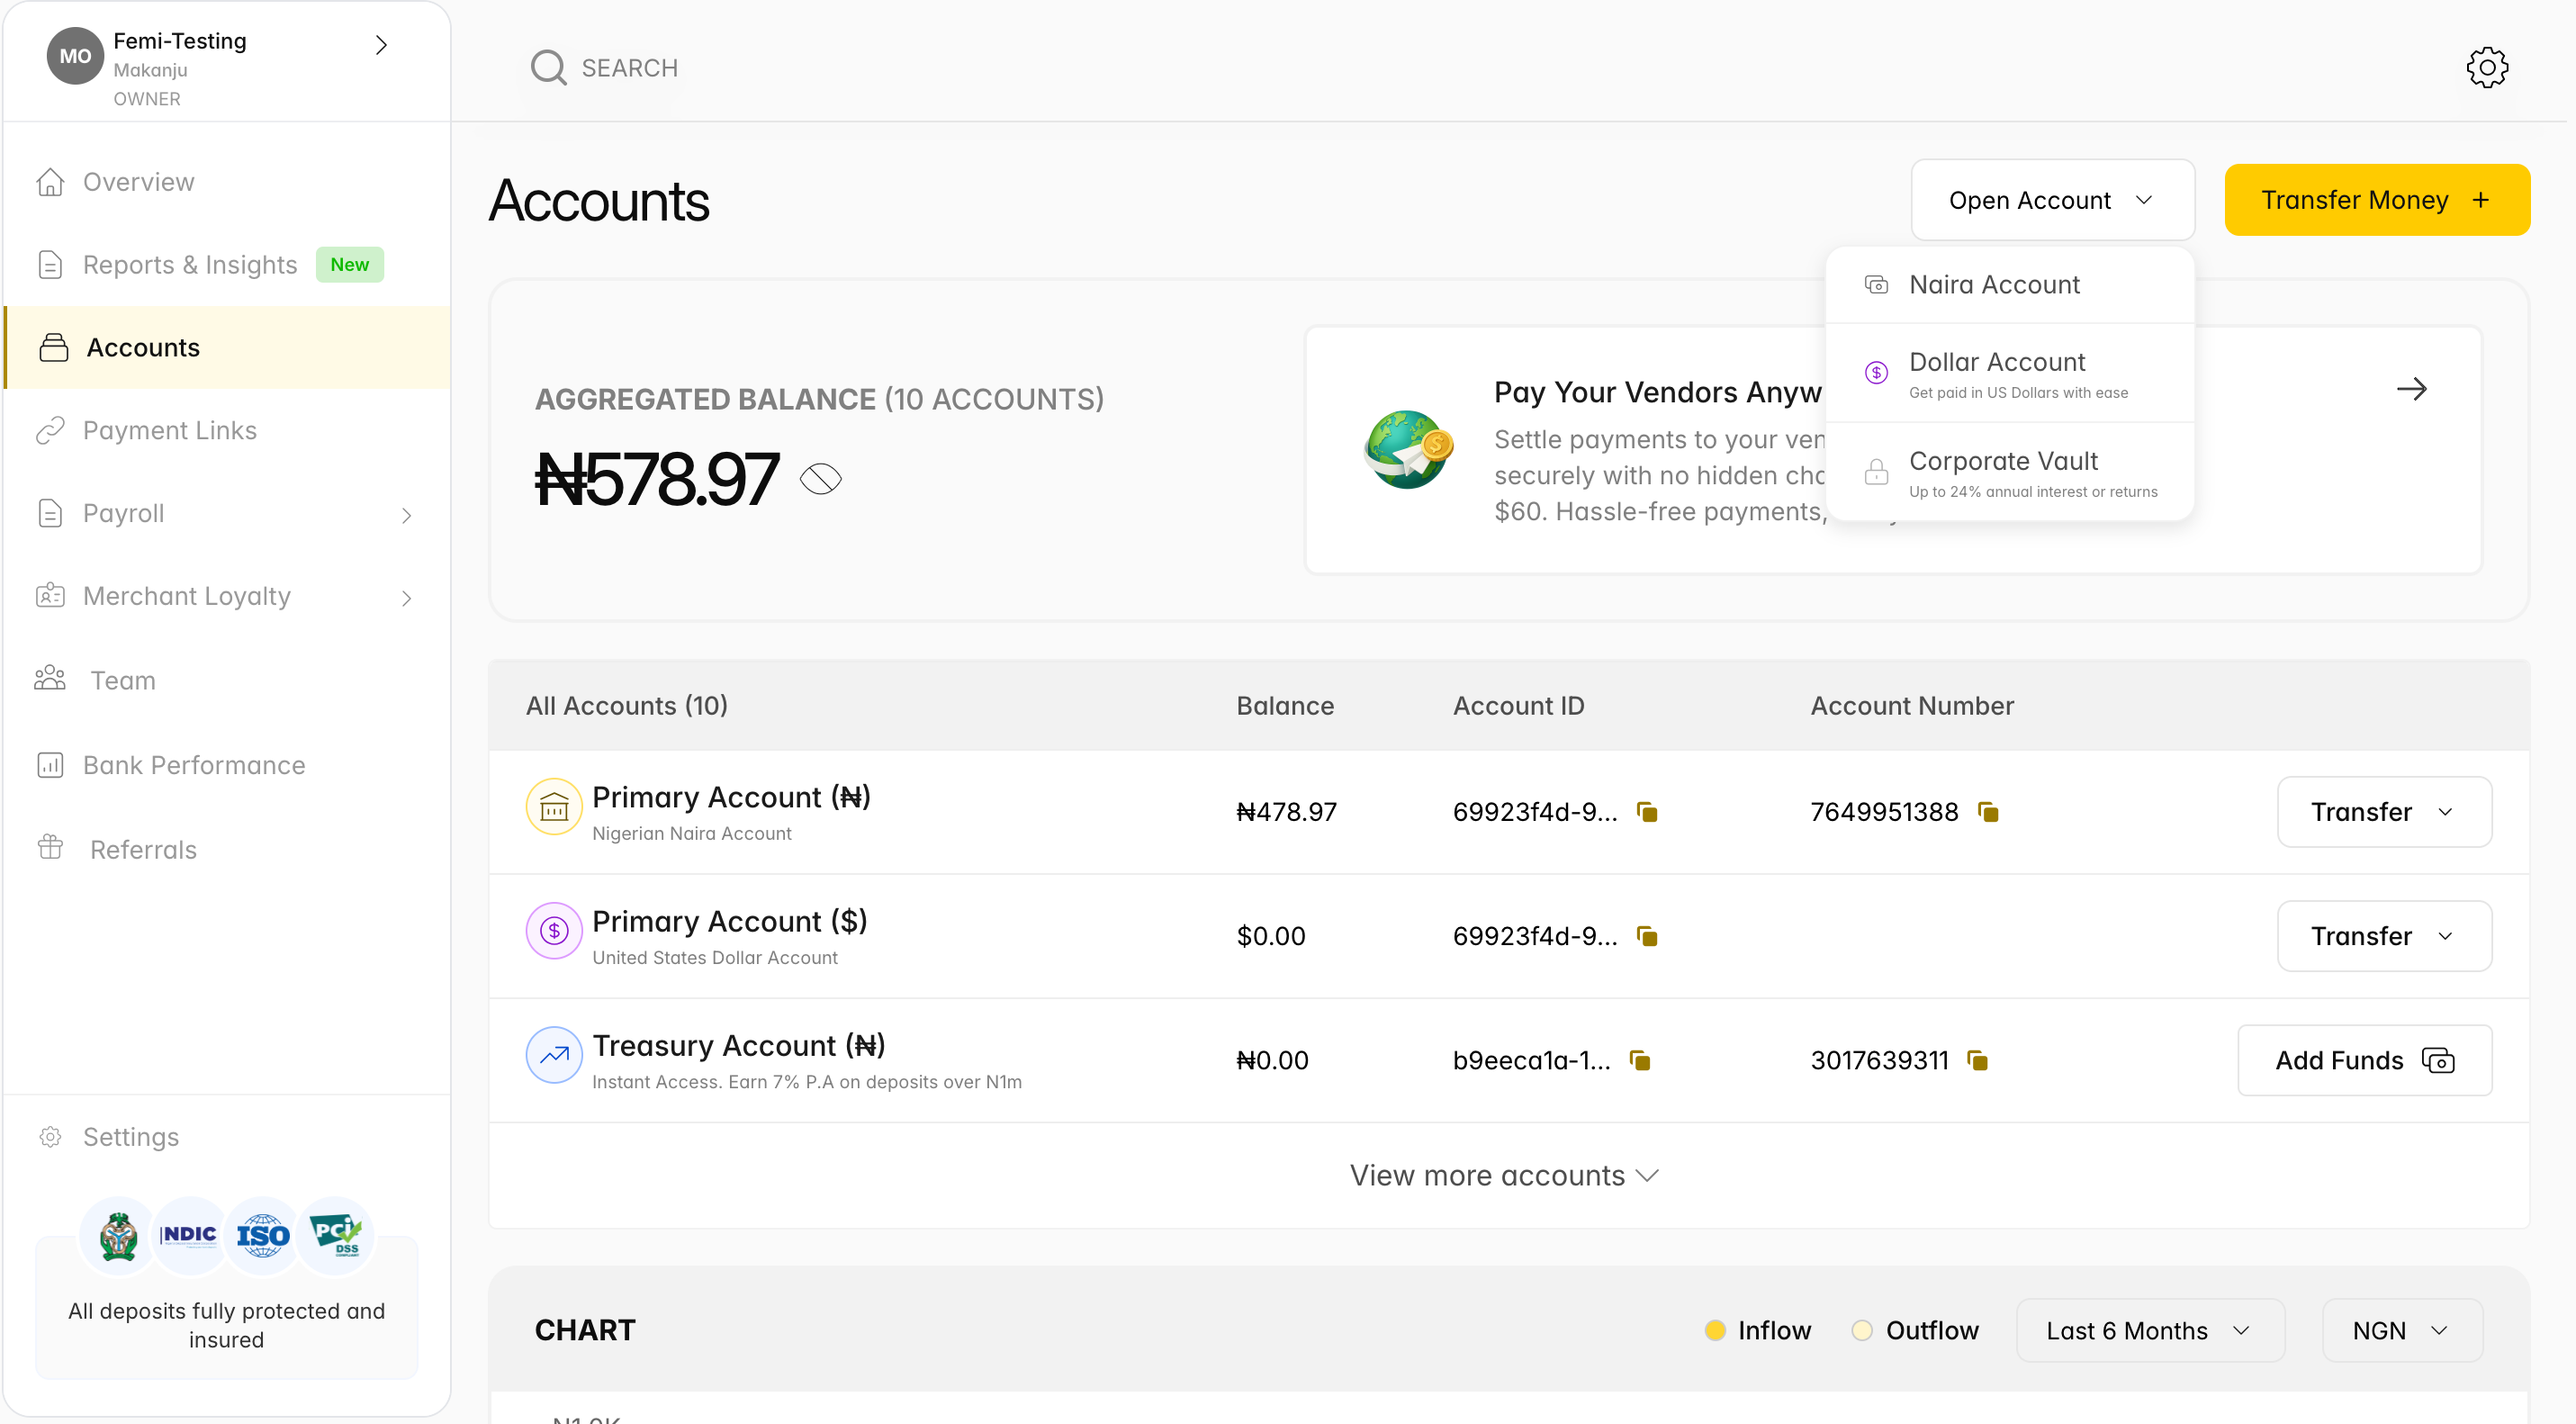 MO
Femi-Testing
Makanju
OWNER
SEARCH
Overview
Reports & Insights New
Accounts
Payment Links
Payroll
Merchant Loyalty
Team
Bank Performance
Referrals
Settings
NDIC
ISO
PCi
DSS
All deposits fully protected and
insured
Accounts
Open Account
Transfer Money +
Naira Account
Dollar Account
Get paid in US Dollars with ease
Corporate Vault
Up to 24% annual interest or returns
AGGREGATED BALANCE (10 ACCOUNTS)
₦578.97
Pay Your Vendors Anyw
Settle payments to your ven
securely with no hidden
$60. Hassle-free payments,
All Accounts (10) Balance Account ID Account Number
Primary Account (₦)
Nigerian Naira Account
₦478.97 69923f4d-9... 7649951388 Transfer
Primary Account ($)
United States Dollar Account
$0.00 69923f4d-9... Transfer
Treasury Account (₦)
Instant Access. Earn 7% P.A on deposits over N1m
₦0.00 b9eeca1a-1... 3017639311 Add Funds
View more accounts
CHART
Inflow Outflow Last 6 Months NGN